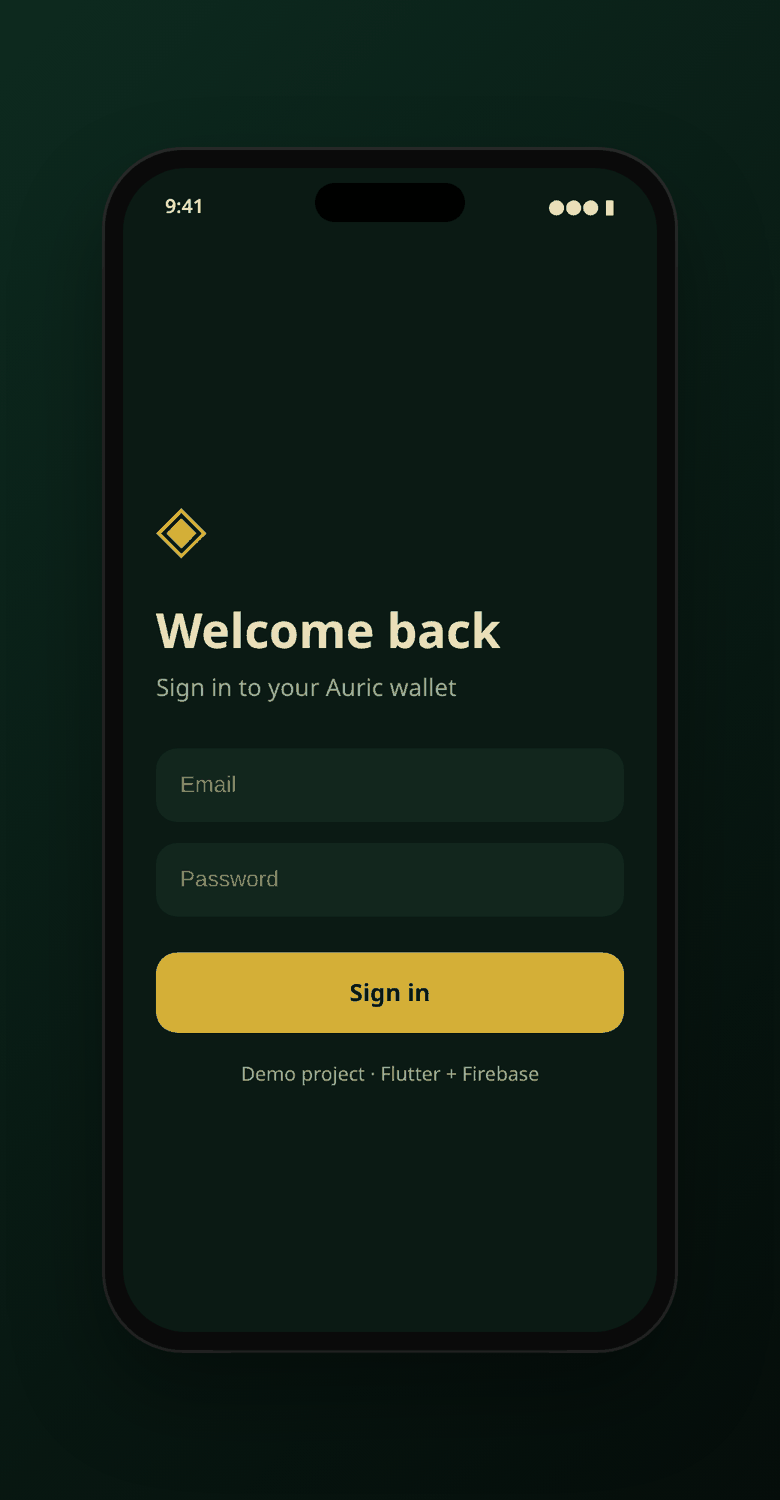 9:41
Welcome back
Sign in to your Auric wallet
Email
Password
Sign in
Demo project · Flutter + Firebase